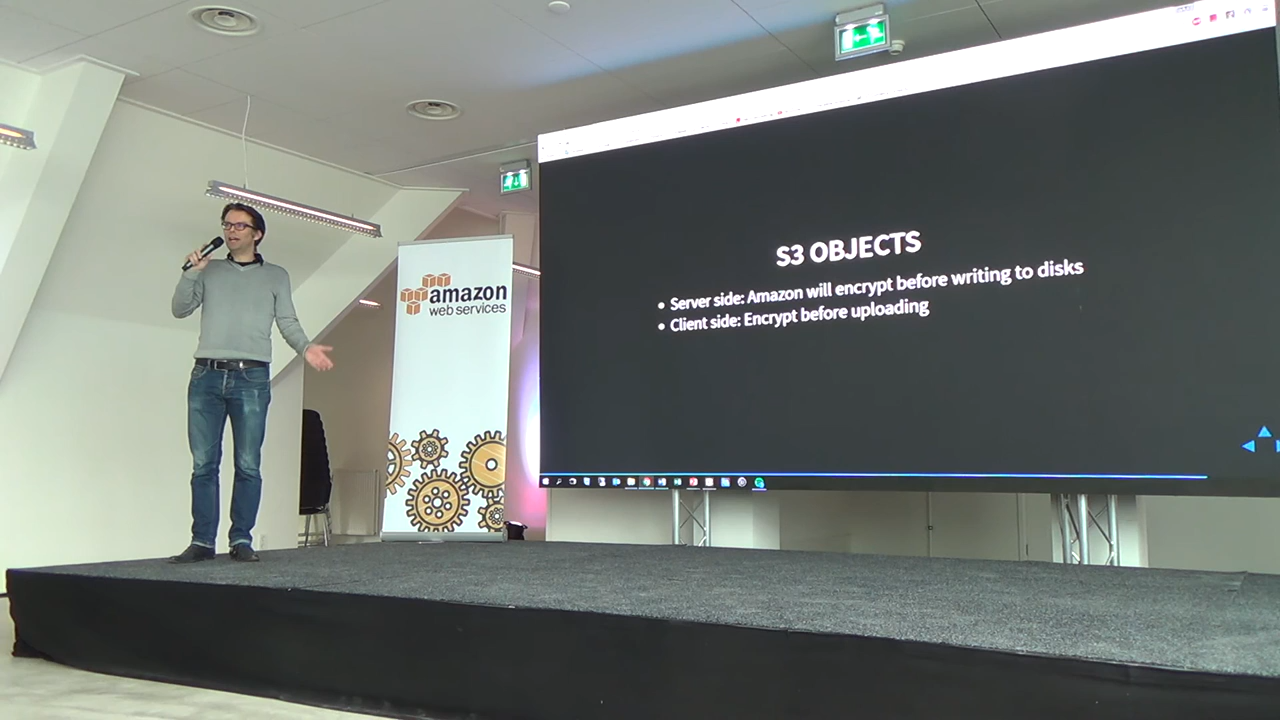 amazon
web services
S3 OBJECTS
Server side: Amazon will encrypt before writing to disks
Client side: Encrypt before uploading